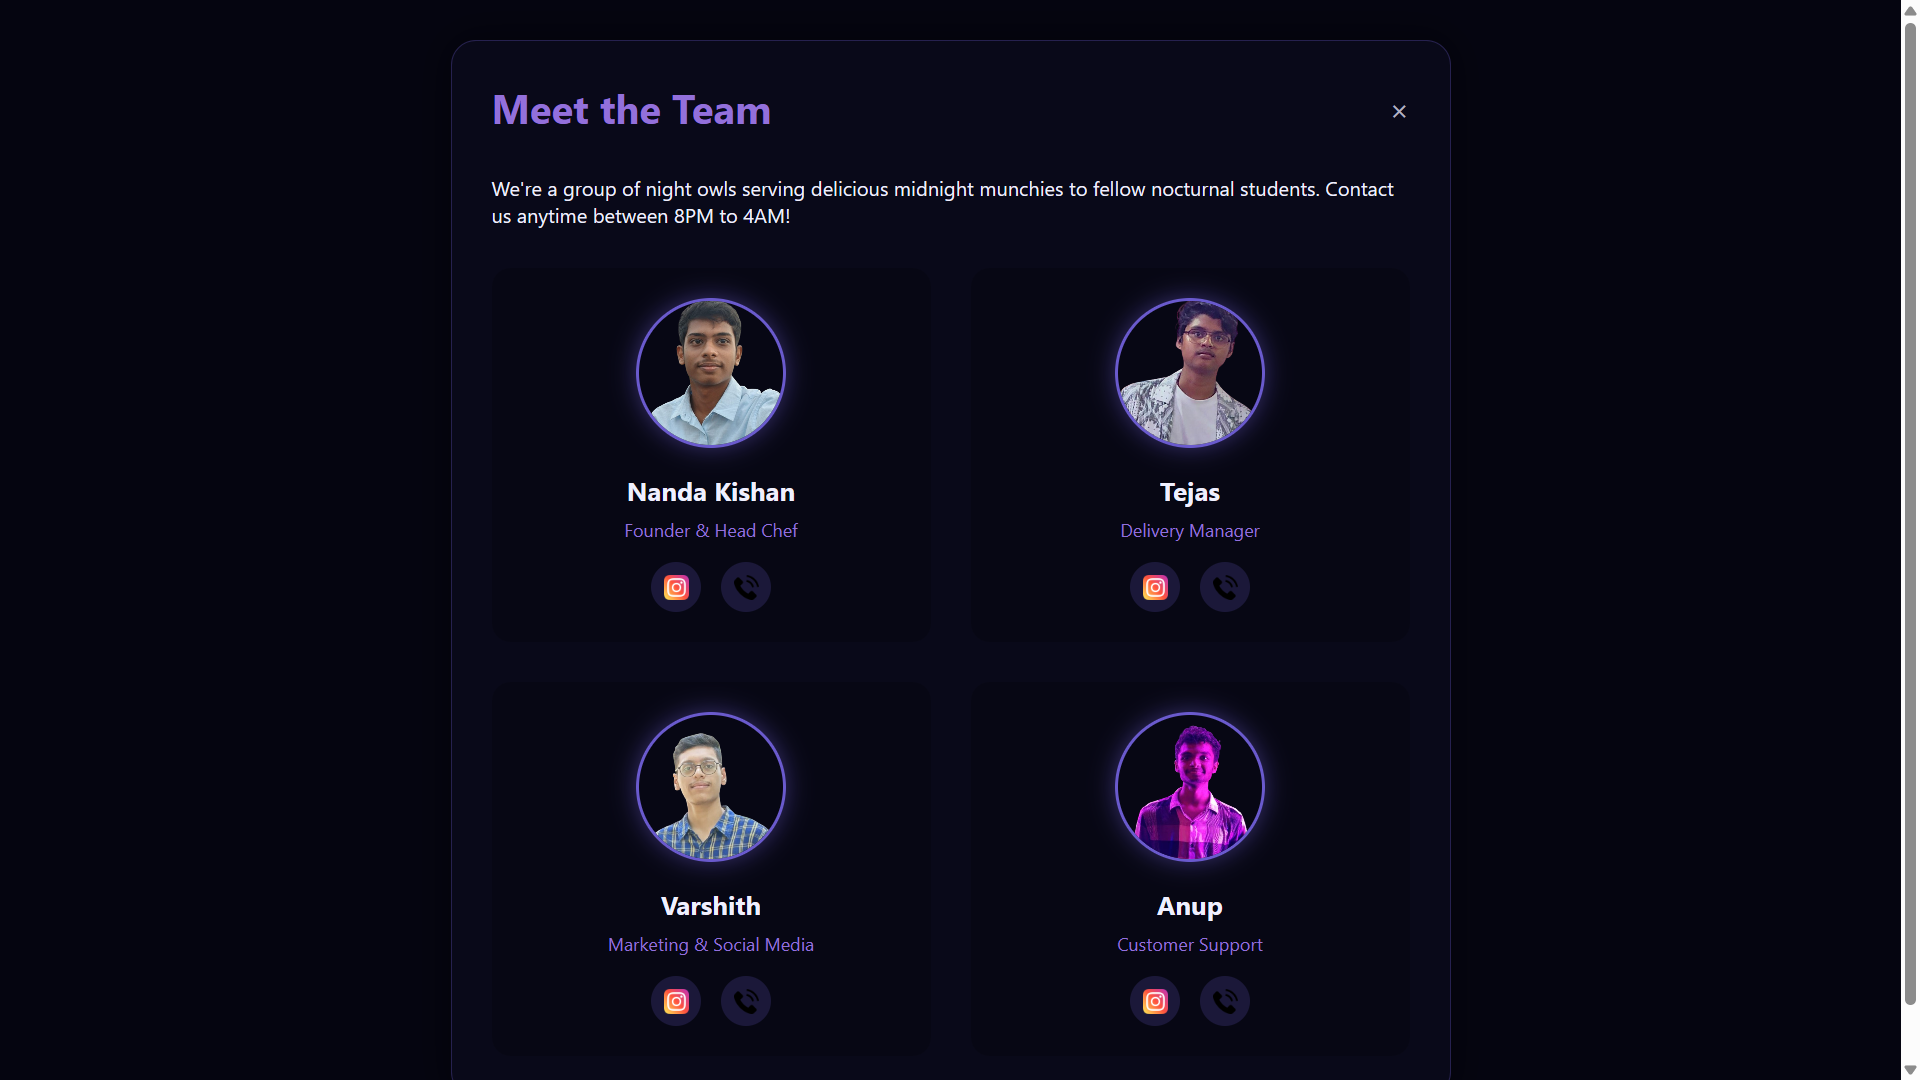 Meet the Team
×
We're a group of night owls serving delicious midnight munchies to fellow nocturnal students. Contact
us anytime between 8PM to 4AM!
Nanda Kishan
Founder & Head Chef
Tejas
Delivery Manager
Varshith
Marketing & Social Media
Anup
Customer Support